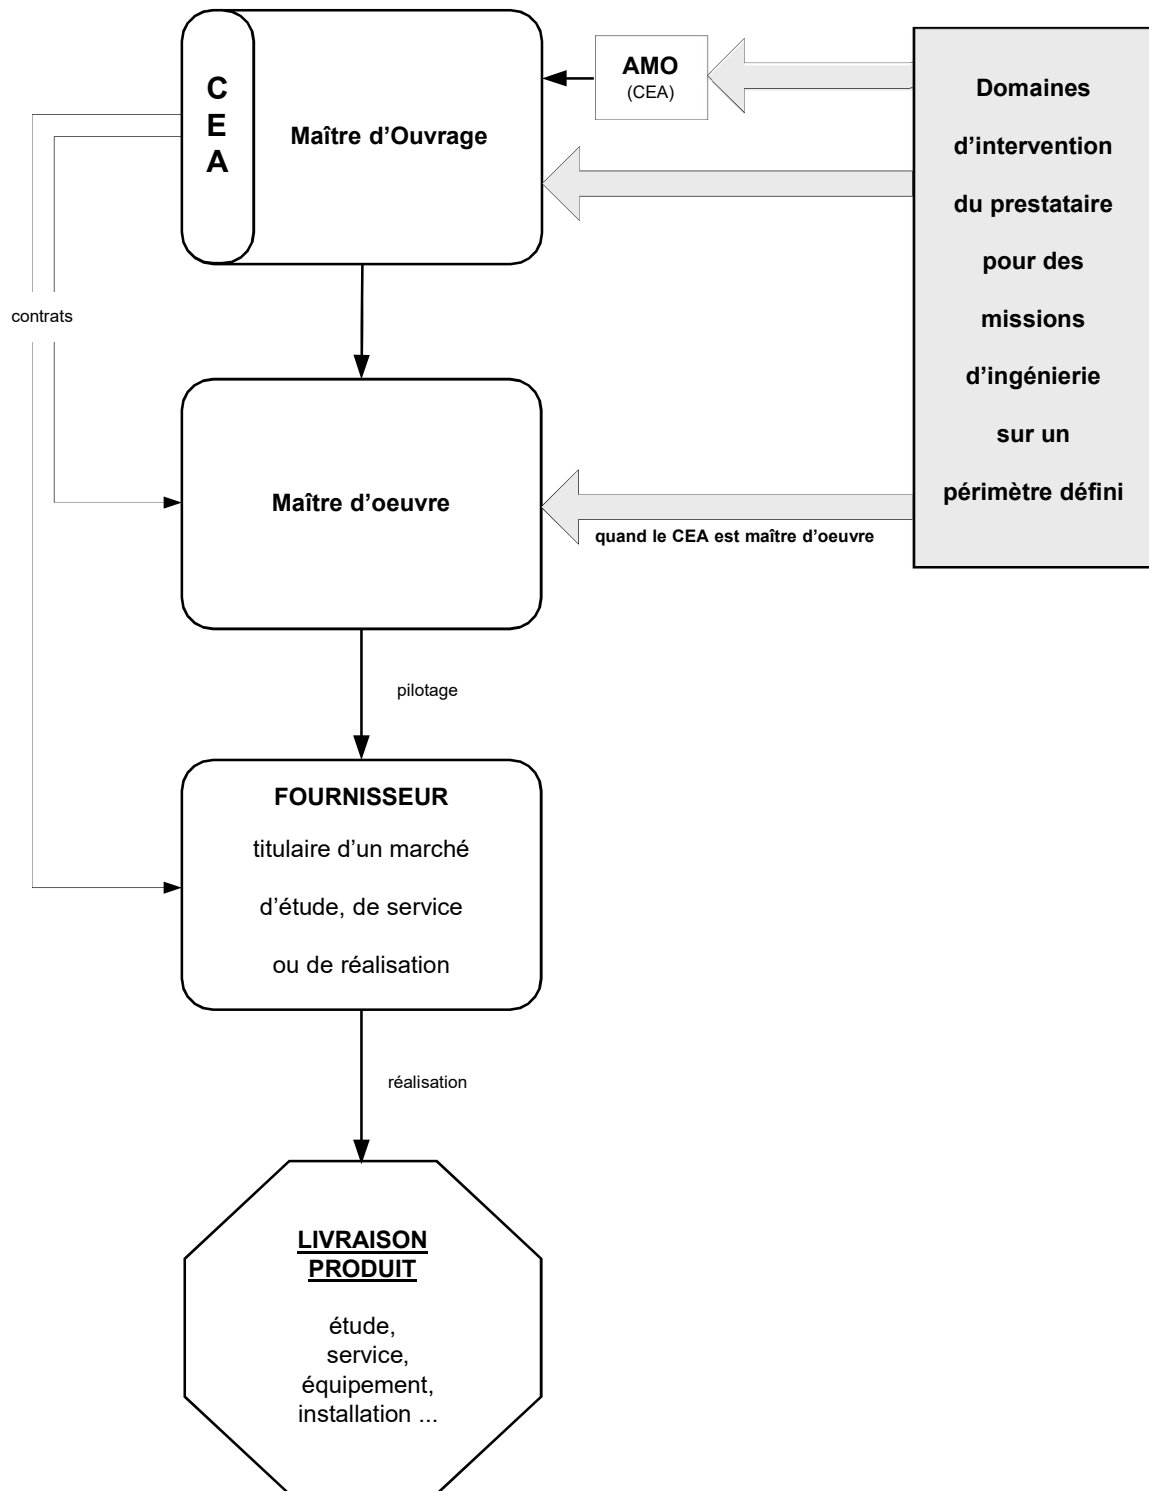 C
E
A
Maître d’Ouvrage
AMO
(CEA)
Domaines
d’intervention
du prestataire
pour des
missions
d’ingénierie
sur un
périmètre défini
contrats
Maître d’oeuvre
quand le CEA est maître d’oeuvre
pilotage
FOURNISSEUR
titulaire d’un marché
d’étude, de service
ou de réalisation
réalisation
LIVRAISON
PRODUIT
étude,
service,
équipement,
installation ...